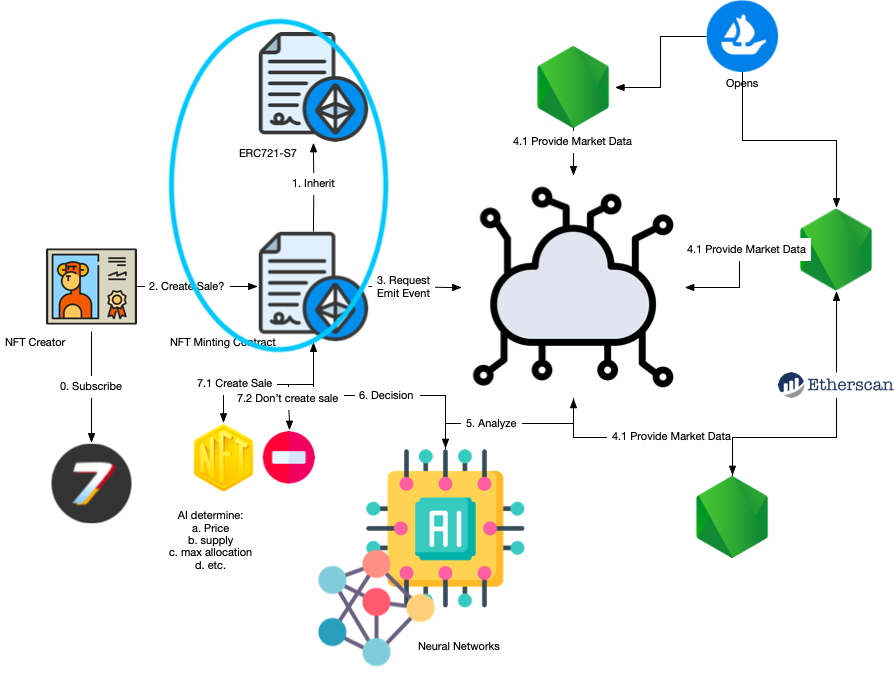 Opens
4.1 Provide Market Data
ERC721-S7
1. Inherit
4.1 Provide Market Data
2. Create Sale?
3. Request
Emit Event
NFT Creator
NFT Minting Contract
0. Subscribe
7.1 Create Sale
7.2 Don't create sale
6. Decision
Etherscan
5. Analyze
4.1 Provide Market Data
7
NFT
AI determine:
a. Price
b. supply
c. max allocation
d. etc.
AI
Neural Networks